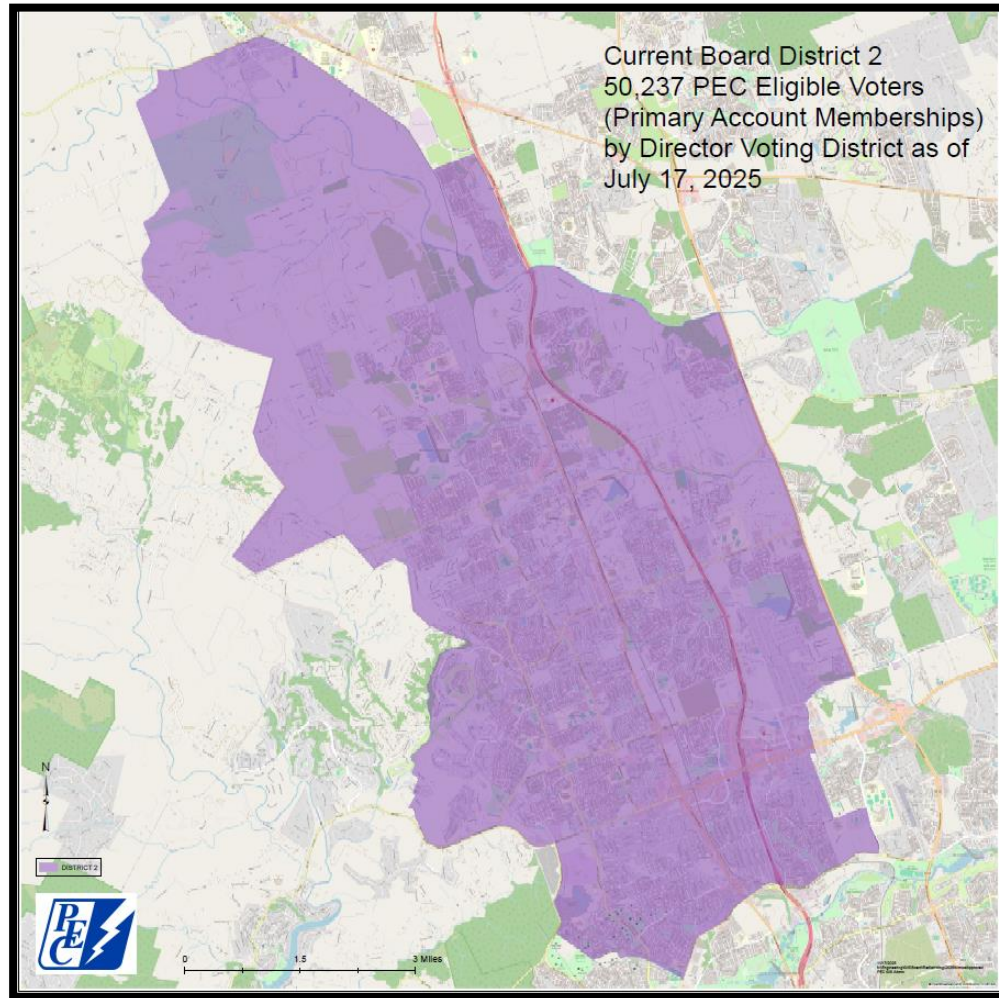 Current Board District 2
50,237 PEC Eligible Voters
(Primary Account Memberships)
by Director Voting District as of
July 17, 2025
N
DISTRICT 2
PEC
0 1.5 3 Miles